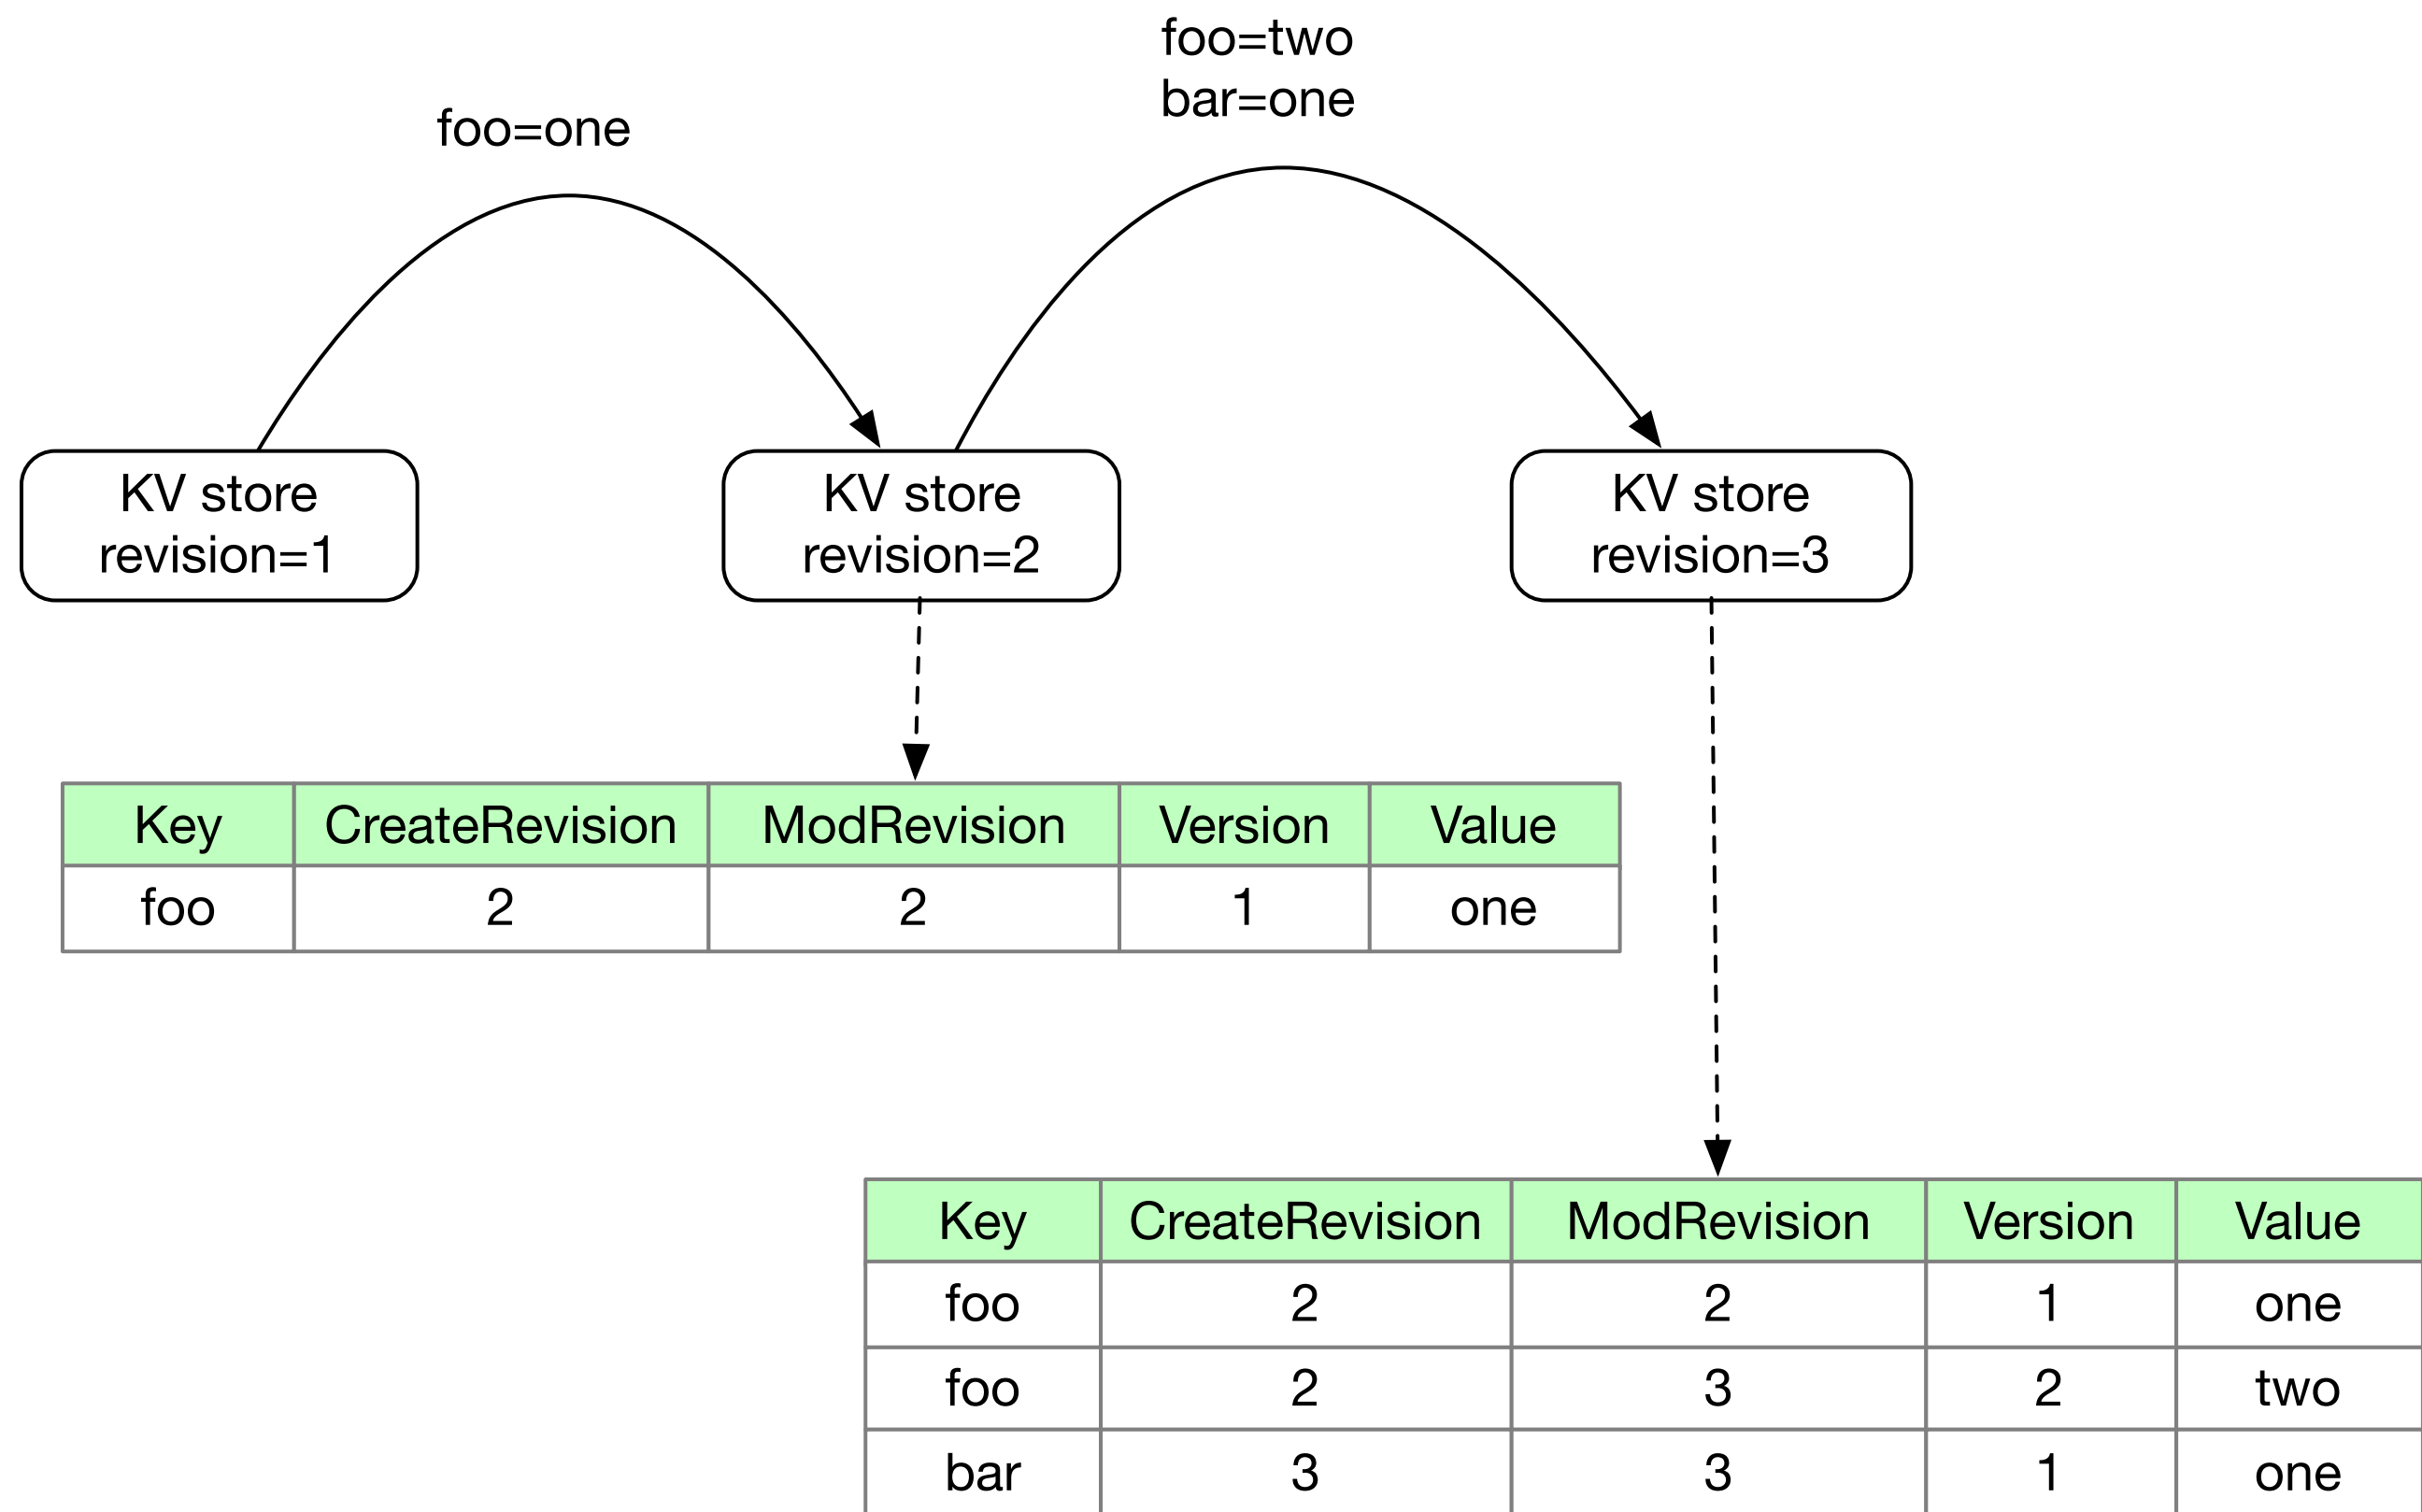 foo=two
bar=one
foo=one
KV store
revision=1
KV store
revision=2
KV store
revision=3
Key CreateRevision ModRevision Version Value
foo 2 2 1 one
Key CreateRevision ModRevision Version Value
foo 2 2 1 one
foo 2 3 2 two
bar 3 3 1 one